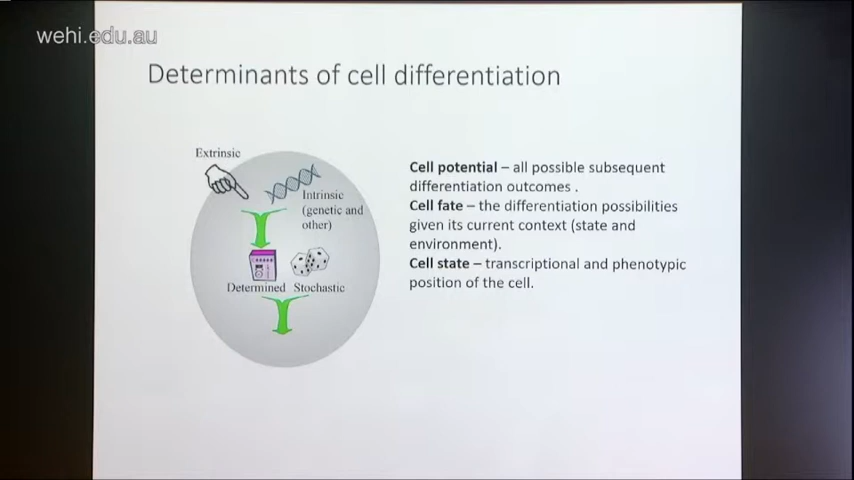 wehi.edu.au
Determinants of cell differentiation
Extrinsic
Intrinsic
(genetic and
other)
Determined Stochastic
Cell potential – all possible subsequent
differentiation outcomes .
Cell fate – the differentiation possibilities
given its current context (state and
environment).
Cell state – transcriptional and phenotypic
position of the cell.